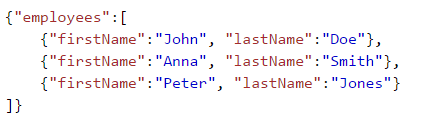 {"employees":[
    {"firstName":"John", "lastName":"Doe"},
    {"firstName":"Anna", "lastName":"Smith"},
    {"firstName":"Peter", "lastName":"Jones"}
]}